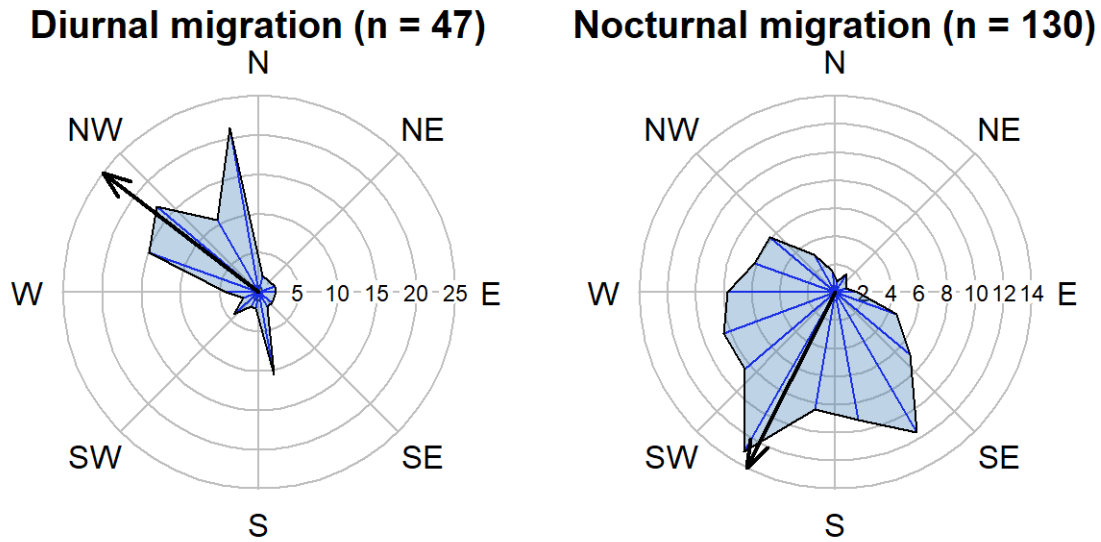 Diurnal migration (n = 47)
N
NW
NE
W
5 10 15 20 25
E
SW
SE
S
Nocturnal migration (n = 130)
N
NW
NE
W
2 4 6 8 10 12 14
E
SW
SE
S